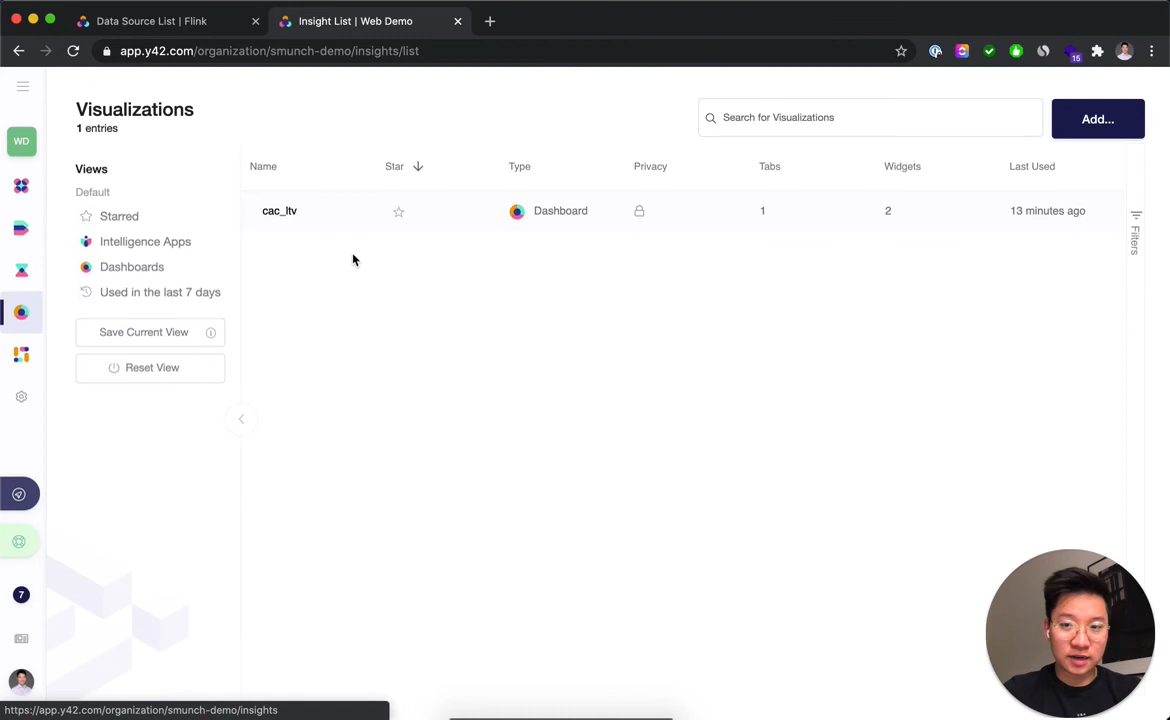 Data Source List | Flink
Insight List | Web Demo
app.y42.com/organization/smunch-demo/insights/list
15
Visualizations
1 entries
Search for Visualizations
Add...
WD
Views
Default
Starred
Intelligence Apps
Dashboards
Used in the last 7 days
Save Current View
Reset View
Name
Star
Type
Privacy
Tabs
Widgets
Last Used
cac_ltv
Dashboard
1
2
13 minutes ago
Filters
7
https://app.y42.com/organization/smunch-demo/insights